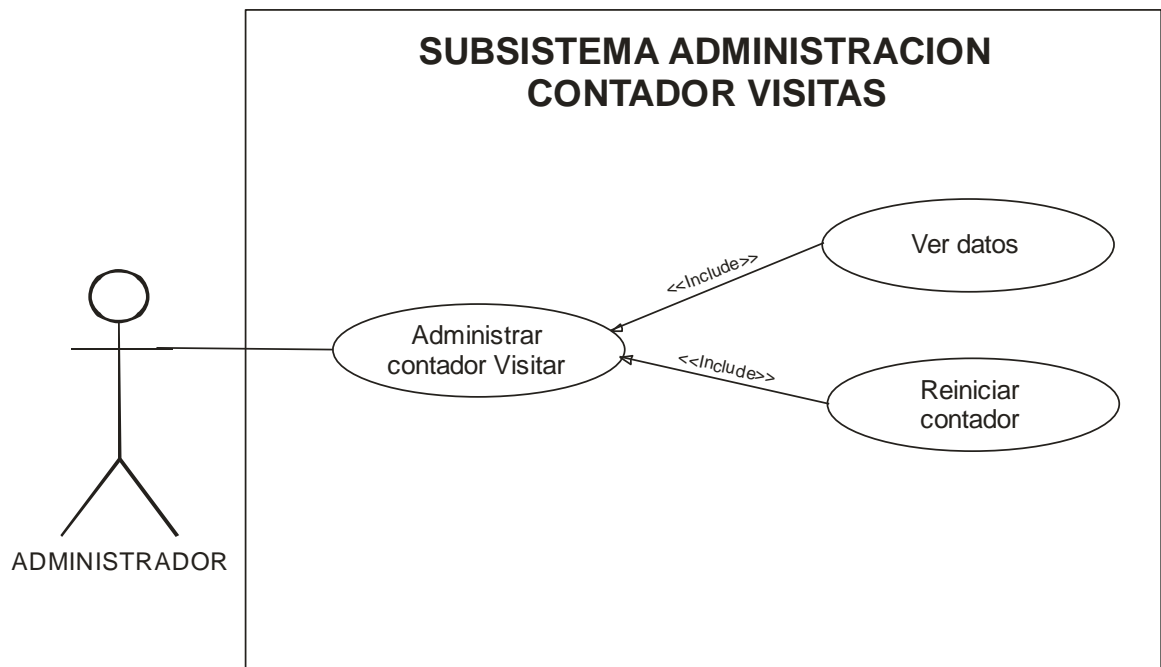 SUBSISTEMA ADMINISTRACION
CONTADOR VISITAS
Ver datos
<<Include>>
Administrar
contador Visitar
<<Include>>
Reiniciar
contador
ADMINISTRADOR